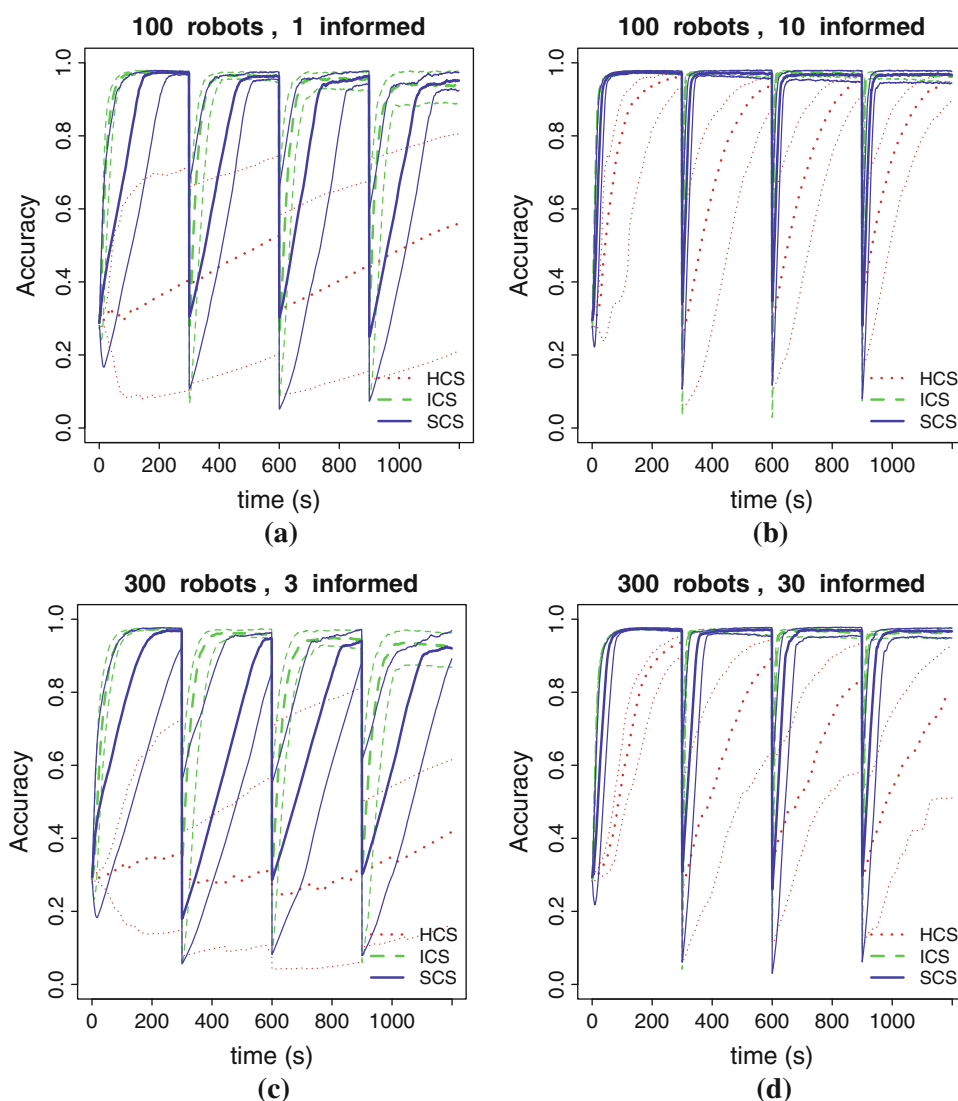 100 robots , 1 informed
Accuracy
1.0
0.8
0.6
0.4
0.2
0.0
HCS
ICS
SCS
0 200 400 600 800 1000
time (s)
(a)
100 robots , 10 informed
Accuracy
1.0
0.8
0.6
0.4
0.2
0.0
HCS
ICS
SCS
0 200 400 600 800 1000
time (s)
(b)
300 robots , 3 informed
Accuracy
1.0
0.8
0.6
0.4
0.2
0.0
HCS
ICS
SCS
0 200 400 600 800 1000
time (s)
(c)
300 robots , 30 informed
Accuracy
1.0
0.8
0.6
0.4
0.2
0.0
HCS
ICS
SCS
0 200 400 600 800 1000
time (s)
(d)